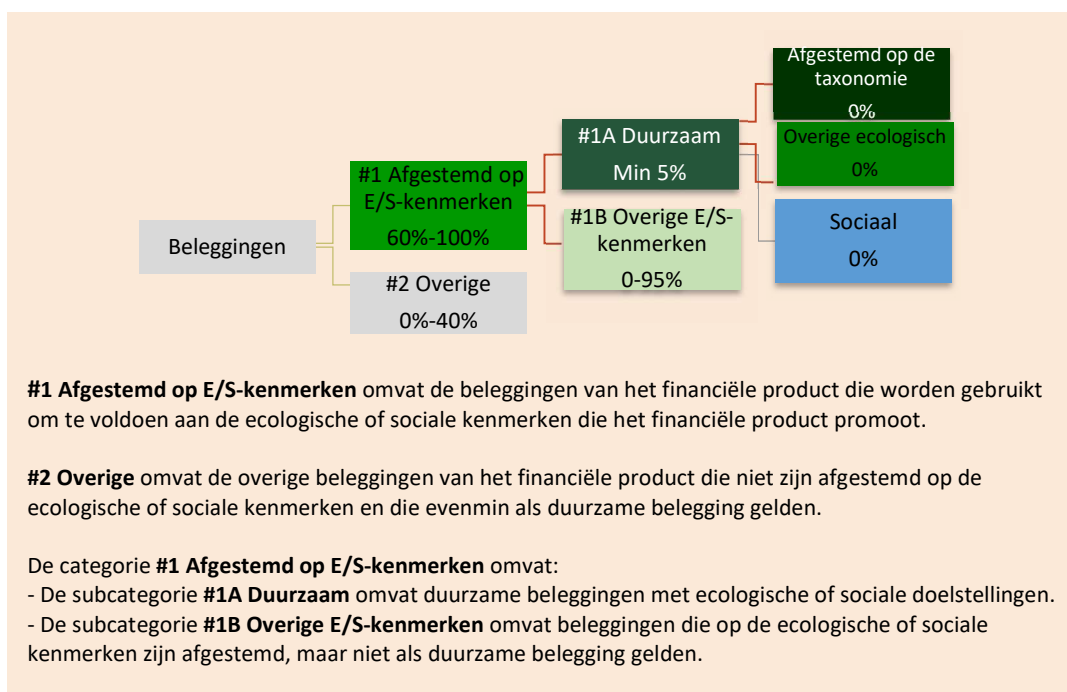 Beleggingen
#1 Afgestemd op
E/S-kenmerken
60%-100%
#2 Overige
0%-40%
#1A Duurzaam
Min 5%
#1B Overige E/S-
kenmerken
0-95%
Afgestemd op de
taxonomie
0%
Overige ecologisch
0%
Sociaal
0%
#1 Afgestemd op E/S-kenmerken omvat de beleggingen van het financiële product die worden gebruikt
om te voldoen aan de ecologische of sociale kenmerken die het financiële product promoot.
#2 Overige omvat de overige beleggingen van het financiële product die niet zijn afgestemd op de
ecologische of sociale kenmerken en die evenmin als duurzame belegging gelden.
De categorie #1 Afgestemd op E/S-kenmerken omvat:
- De subcategorie #1A Duurzaam omvat duurzame beleggingen met ecologische of sociale doelstellingen.
- De subcategorie #1B Overige E/S-kenmerken omvat beleggingen die op de ecologische of sociale
kenmerken zijn afgestemd, maar niet als duurzame belegging gelden.